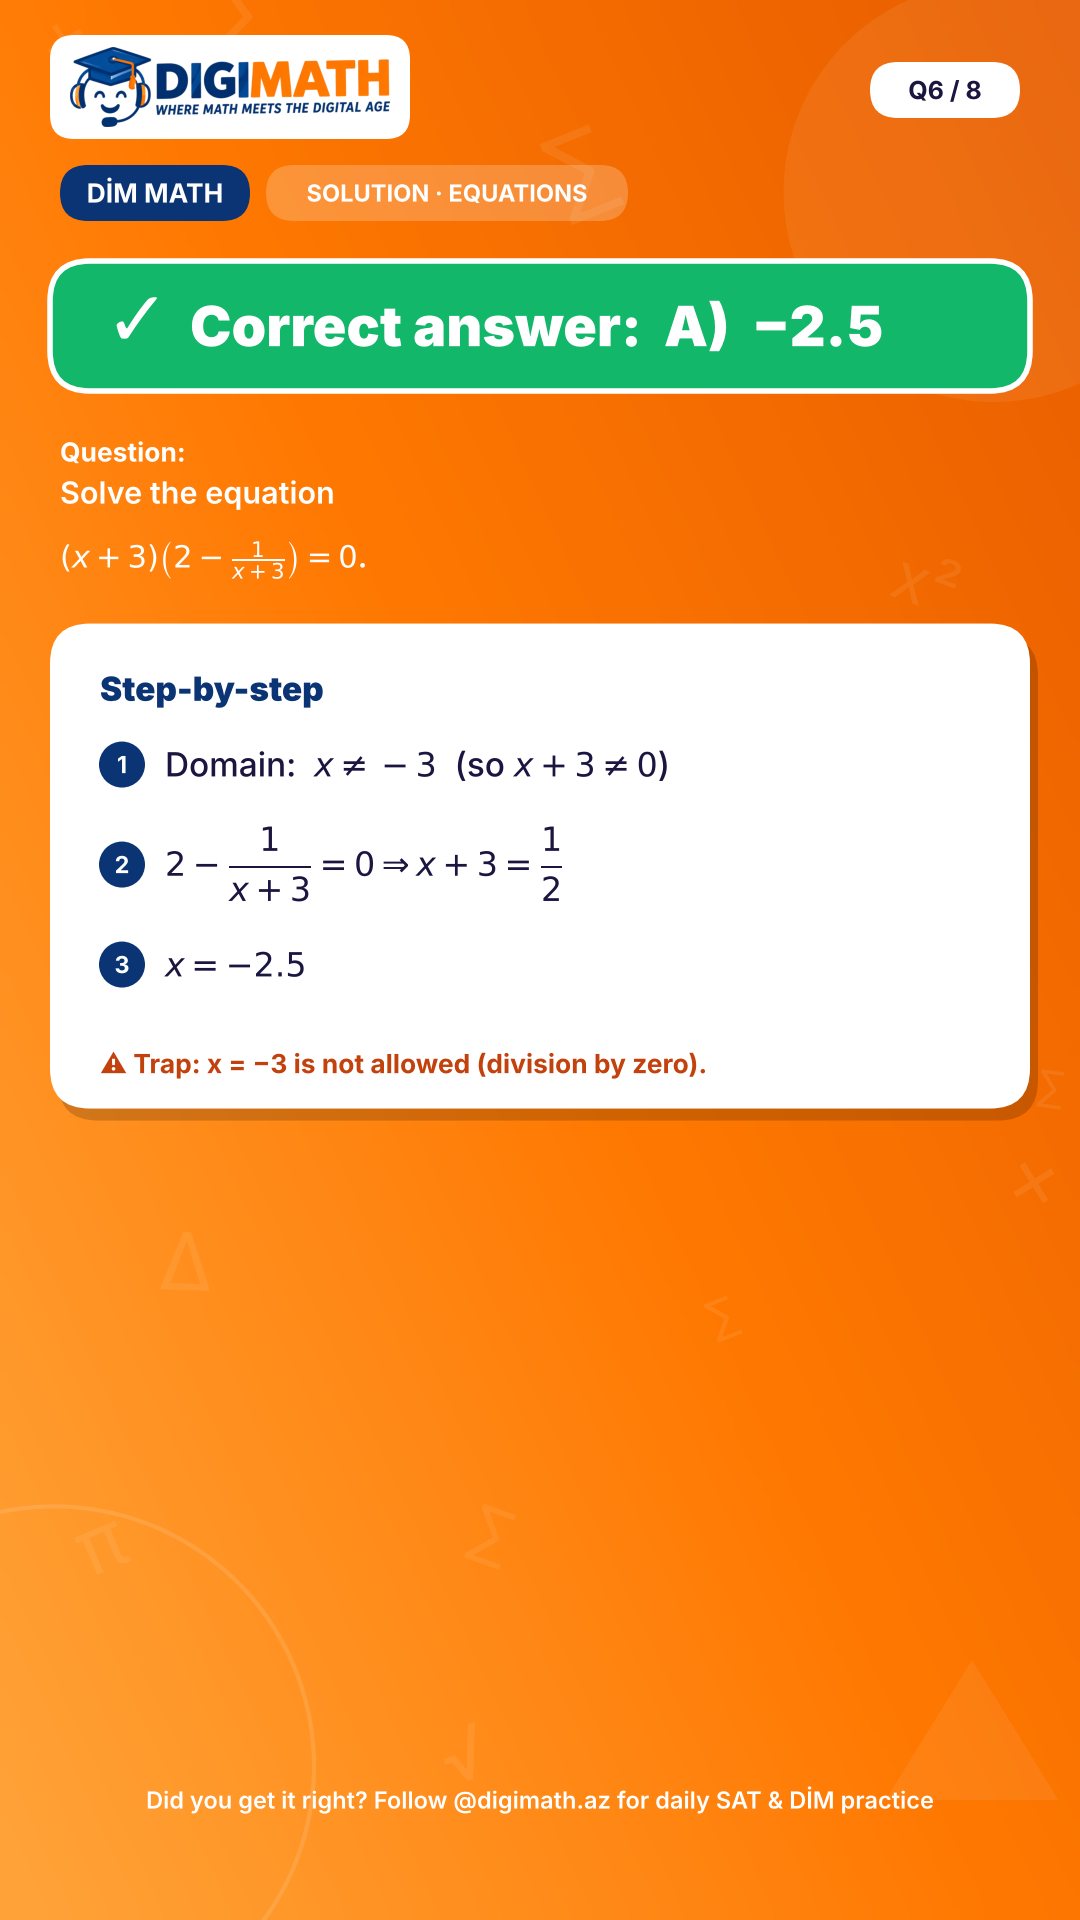 DIGIMATH
WHERE MATH MEETS THE DIGITAL AGE
Q6 / 8
DİM MATH
SOLUTION · EQUATIONS
✓ Correct answer: A) −2.5
Question:
Solve the equation
(x + 3)(2 − 1/(x + 3)) = 0.
Step-by-step
1 Domain: x ≠ −3 (so x + 3 ≠ 0)
2 2 − 1/(x + 3) = 0 ⇒ x + 3 = 1/2
3 x = −2.5
⚠ Trap: x = −3 is not allowed (division by zero).
Did you get it right? Follow @digimath.az for daily SAT & DİM practice
Σ
x²
Σ
×
Δ
Σ
π
Σ
√